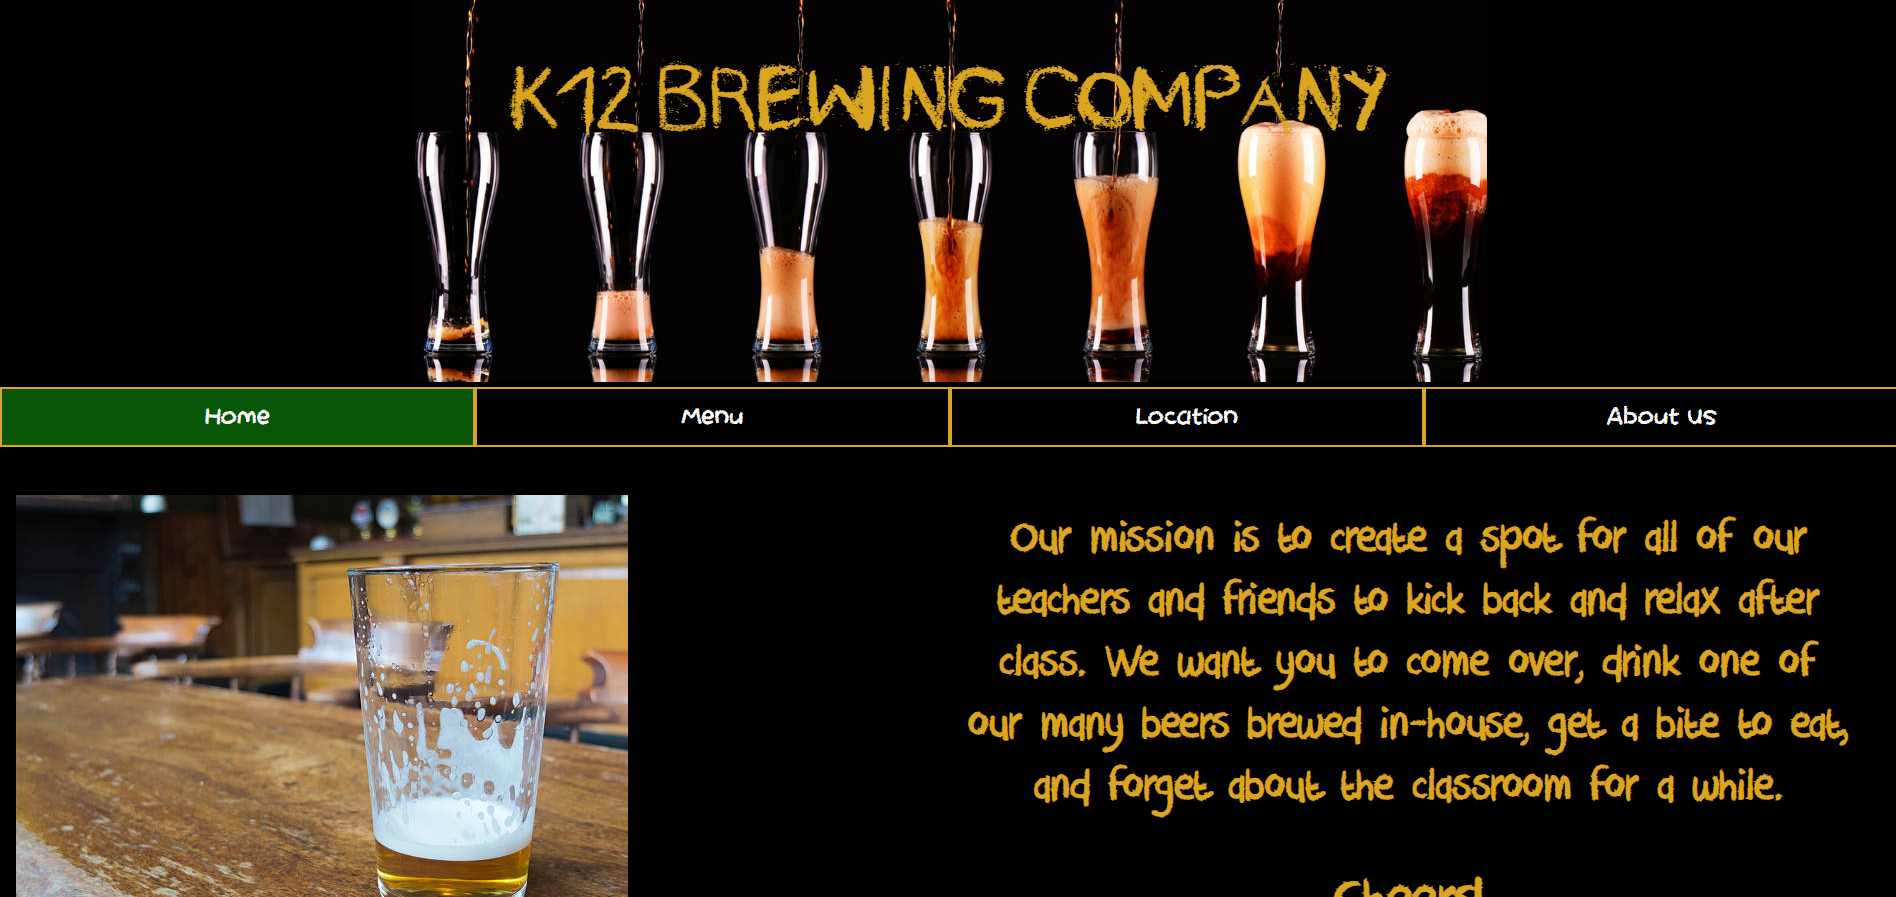 K12 BREWING COMPANY
Home
Menu
Location
About Us
Our mission is to create a spot for all of our
teachers and friends to kick back and relax after
class. We want you to come over, drink one of
our many beers brewed in-house, get a bite to eat,
and forget about the classroom for a while.
Cheers!